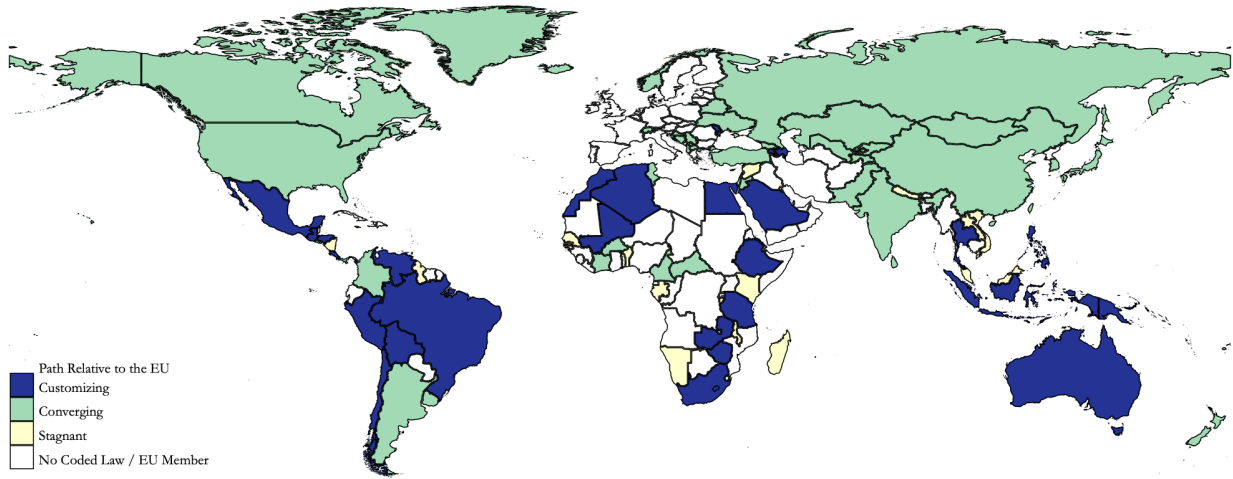 Path Relative to the EU
Customizing
Converging
Stagnant
No Coded Law / EU Member